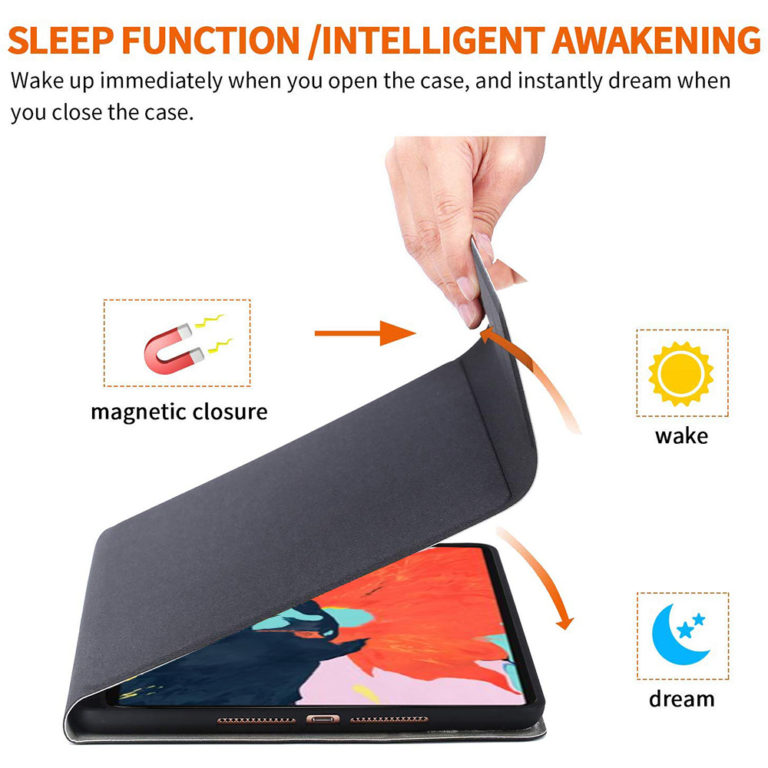 SLEEP FUNCTION /INTELLIGENT AWAKENING
Wake up immediately when you open the case, and instantly dream when
you close the case.
magnetic closure
wake
dream